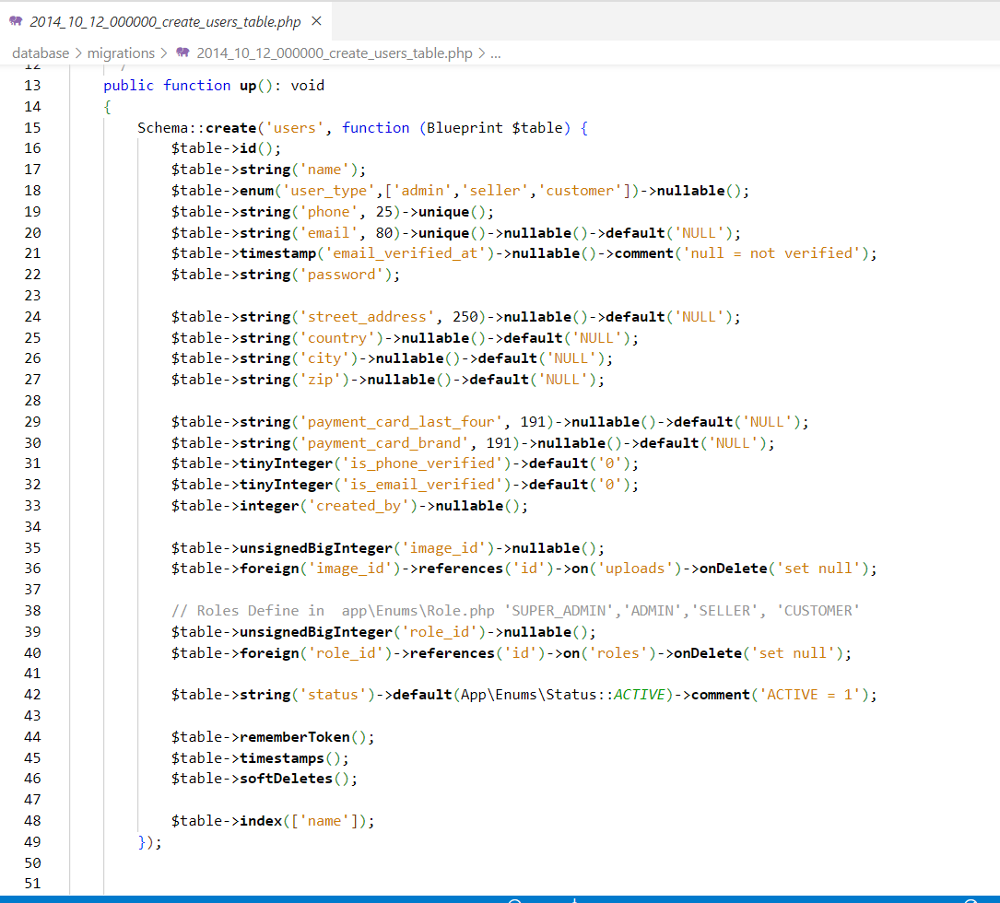 2014_10_12_000000_create_users_table.php ×
database > migrations > 2014_10_12_000000_create_users_table.php > ...
12 */
13 public function up(): void
14 {
15 Schema::create('users', function (Blueprint $table) {
16 $table->id();
17 $table->string('name');
18 $table->enum('user_type',['admin','seller','customer'])->nullable();
19 $table->string('phone', 25)->unique();
20 $table->string('email', 80)->unique()->nullable()->default('NULL');
21 $table->timestamp('email_verified_at')->nullable()->comment('null = not verified');
22 $table->string('password');
23
24 $table->string('street_address', 250)->nullable()->default('NULL');
25 $table->string('country')->nullable()->default('NULL');
26 $table->string('city')->nullable()->default('NULL');
27 $table->string('zip')->nullable()->default('NULL');
28
29 $table->string('payment_card_last_four', 191)->nullable()->default('NULL');
30 $table->string('payment_card_brand', 191)->nullable()->default('NULL');
31 $table->tinyInteger('is_phone_verified')->default('0');
32 $table->tinyInteger('is_email_verified')->default('0');
33 $table->integer('created_by')->nullable();
34
35 $table->unsignedBigInteger('image_id')->nullable();
36 $table->foreign('image_id')->references('id')->on('uploads')->onDelete('set null');
37
38 // Roles Define in  app\Enums\Role.php 'SUPER_ADMIN','ADMIN','SELLER', 'CUSTOMER'
39 $table->unsignedBigInteger('role_id')->nullable();
40 $table->foreign('role_id')->references('id')->on('roles')->onDelete('set null');
41
42 $table->string('status')->default(App\Enums\Status::ACTIVE)->comment('ACTIVE = 1');
43
44 $table->rememberToken();
45 $table->timestamps();
46 $table->softDeletes();
47
48 $table->index(['name']);
49 });
50
51